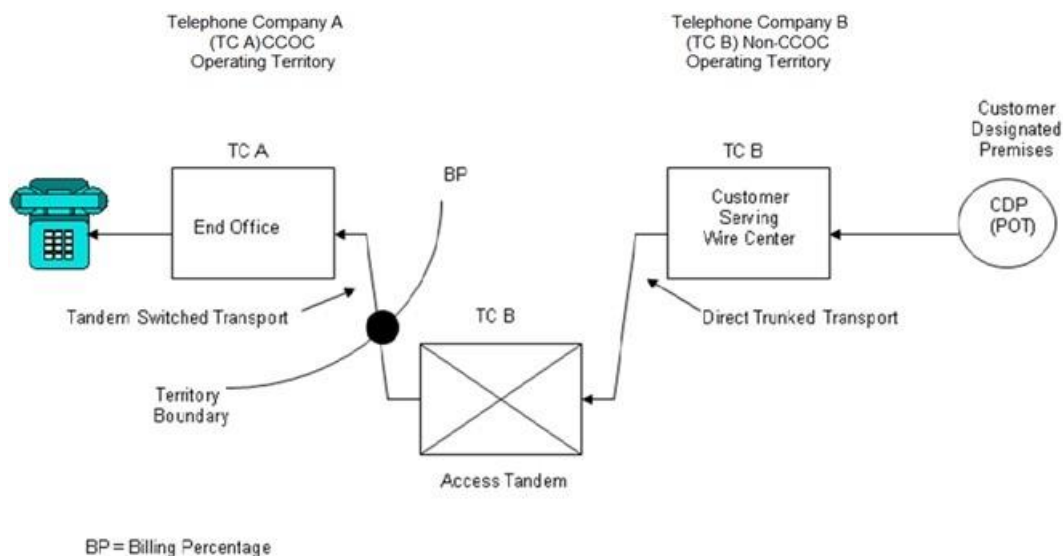 Telephone Company A
(TC A)CCOC
Operating Territory
Telephone Company B
(TC B) Non-CCOC
Operating Territory
Customer
Designated
Premises
TC A
BP
TC B
End Office
Customer
Serving
Wire Center
CDP
(POT)
Tandem Switched Transport
TC B
Direct Trunked Transport
Territory
Boundary
Access Tandem
BP = Billing Percentage